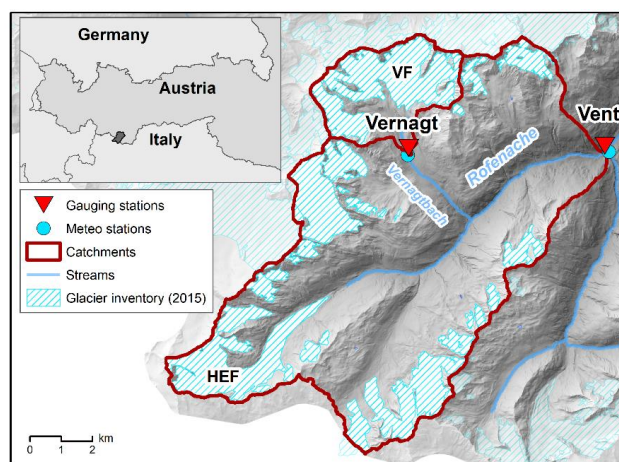 Germany
Austria
Italy
Gauging stations
Meteo stations
Catchments
Streams
Glacier inventory (2015)
VF
Vernagt
Vent
Rofenache
Vernagtbach
HEF
0 1 2
km